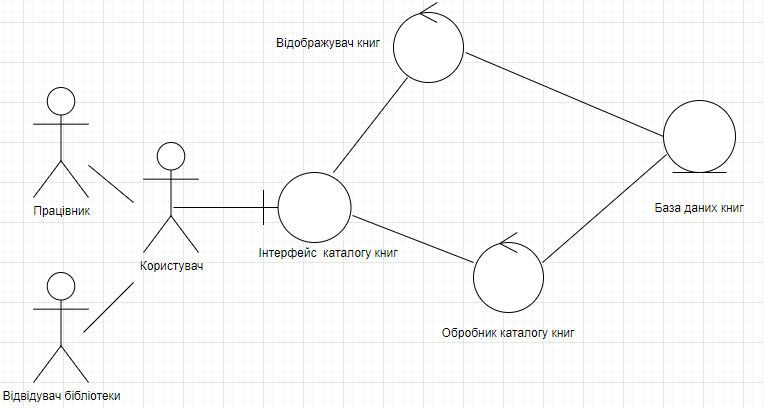 Відображувач книг
Працівник
База даних книг
Інтерфейс каталогу книг
Користувач
Обробник каталогу книг
Відвідувач бібліотеки